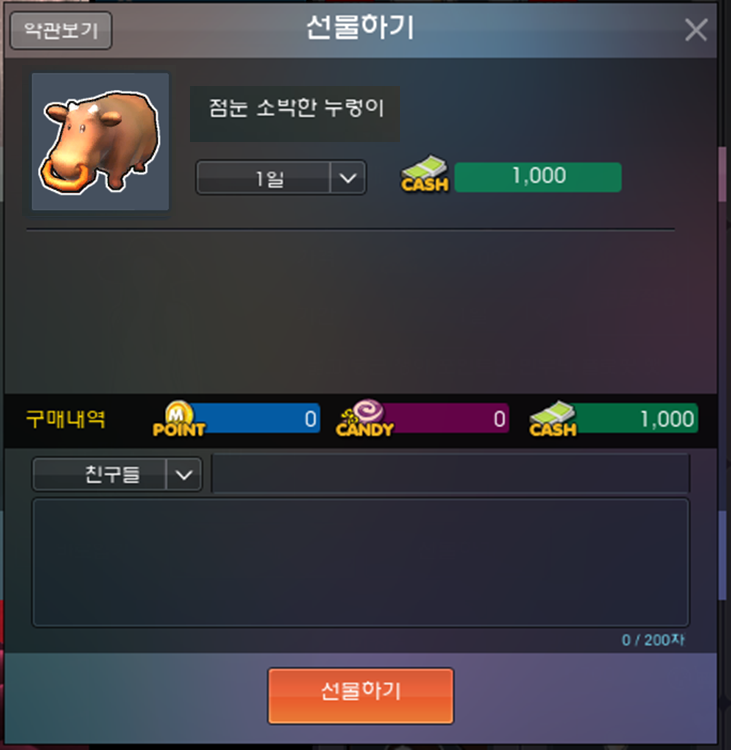 약관보기
선물하기
점눈 소박한 누렁이
1일
CASH
1,000
구매내역
M
POINT
0
CANDY
0
CASH
1,000
친구들
0 / 200자
선물하기